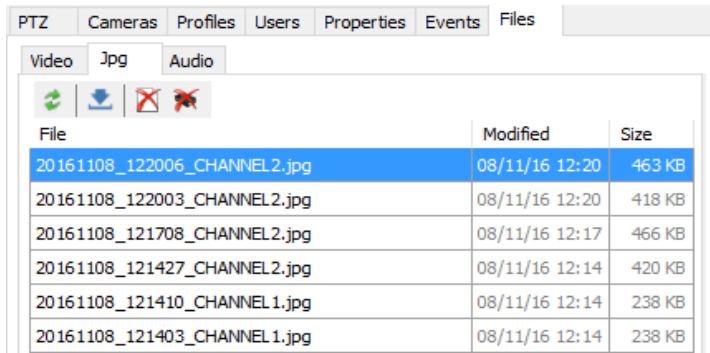 PTZ Cameras Profiles Users Properties Events Files
Video Jpg Audio
File Modified Size
20161108_122006_CHANNEL2.jpg 08/11/16 12:20 463 KB
20161108_122003_CHANNEL2.jpg 08/11/16 12:20 418 KB
20161108_121708_CHANNEL2.jpg 08/11/16 12:17 466 KB
20161108_121427_CHANNEL2.jpg 08/11/16 12:14 420 KB
20161108_121410_CHANNEL1.jpg 08/11/16 12:14 238 KB
20161108_121403_CHANNEL1.jpg 08/11/16 12:14 238 KB